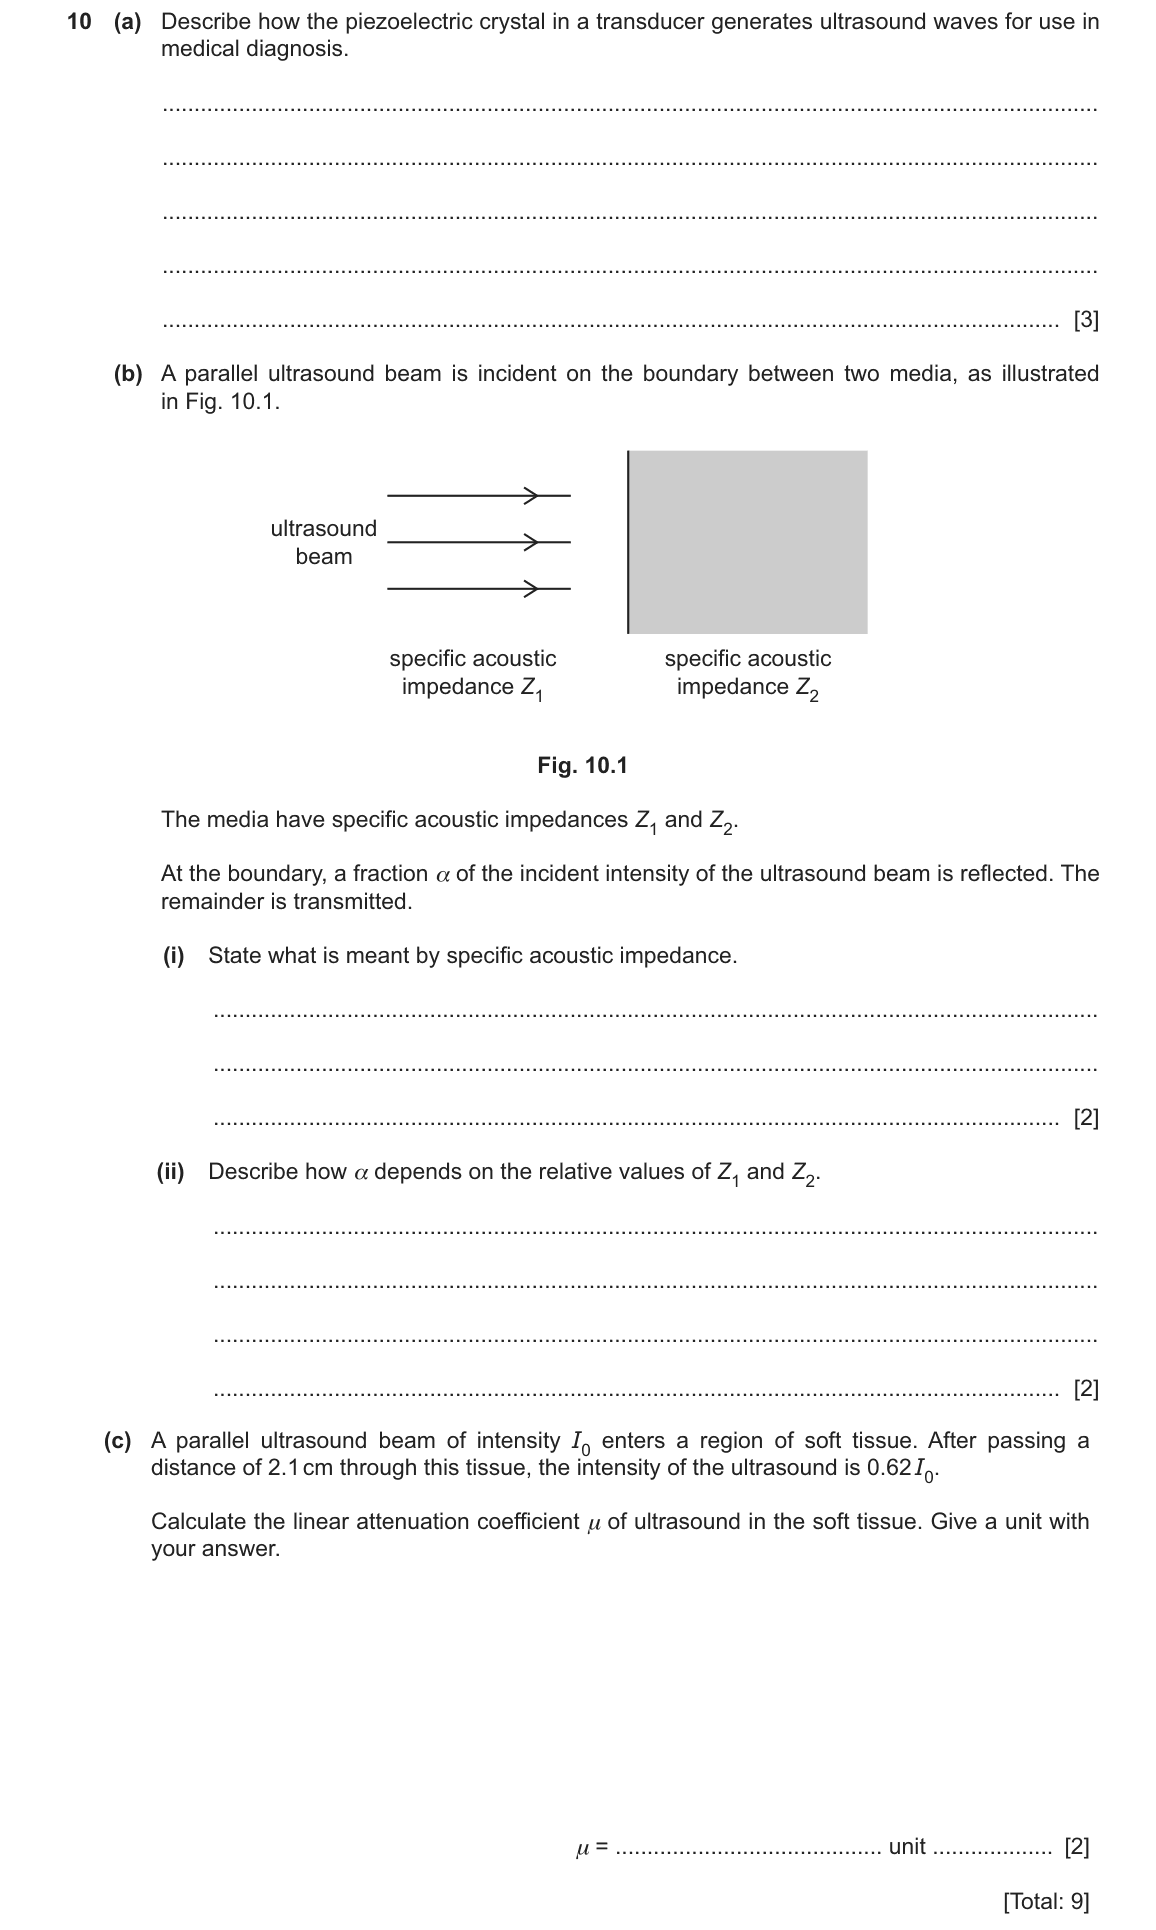 10 (a) Describe how the piezoelectric crystal in a transducer generates ultrasound waves for use in
medical diagnosis.
..........................................................................................
..........................................................................................
..........................................................................................
..........................................................................................
.......................................................................................... [3]
(b) A parallel ultrasound beam is incident on the boundary between two media, as illustrated
in Fig. 10.1.
ultrasound
beam
specific acoustic
impedance Z₁
specific acoustic
impedance Z₂
Fig. 10.1
The media have specific acoustic impedances Z₁ and Z₂.
At the boundary, a fraction α of the incident intensity of the ultrasound beam is reflected. The
remainder is transmitted.
(i) State what is meant by specific acoustic impedance.
..........................................................................................
..........................................................................................
.......................................................................................... [2]
(ii) Describe how α depends on the relative values of Z₁ and Z₂.
..........................................................................................
..........................................................................................
..........................................................................................
.......................................................................................... [2]
(c) A parallel ultrasound beam of intensity I₀ enters a region of soft tissue. After passing a
distance of 2.1 cm through this tissue, the intensity of the ultrasound is 0.62 I₀.
Calculate the linear attenuation coefficient μ of ultrasound in the soft tissue. Give a unit with
your answer.
μ = .......................................... unit ................... [2]
[Total: 9]